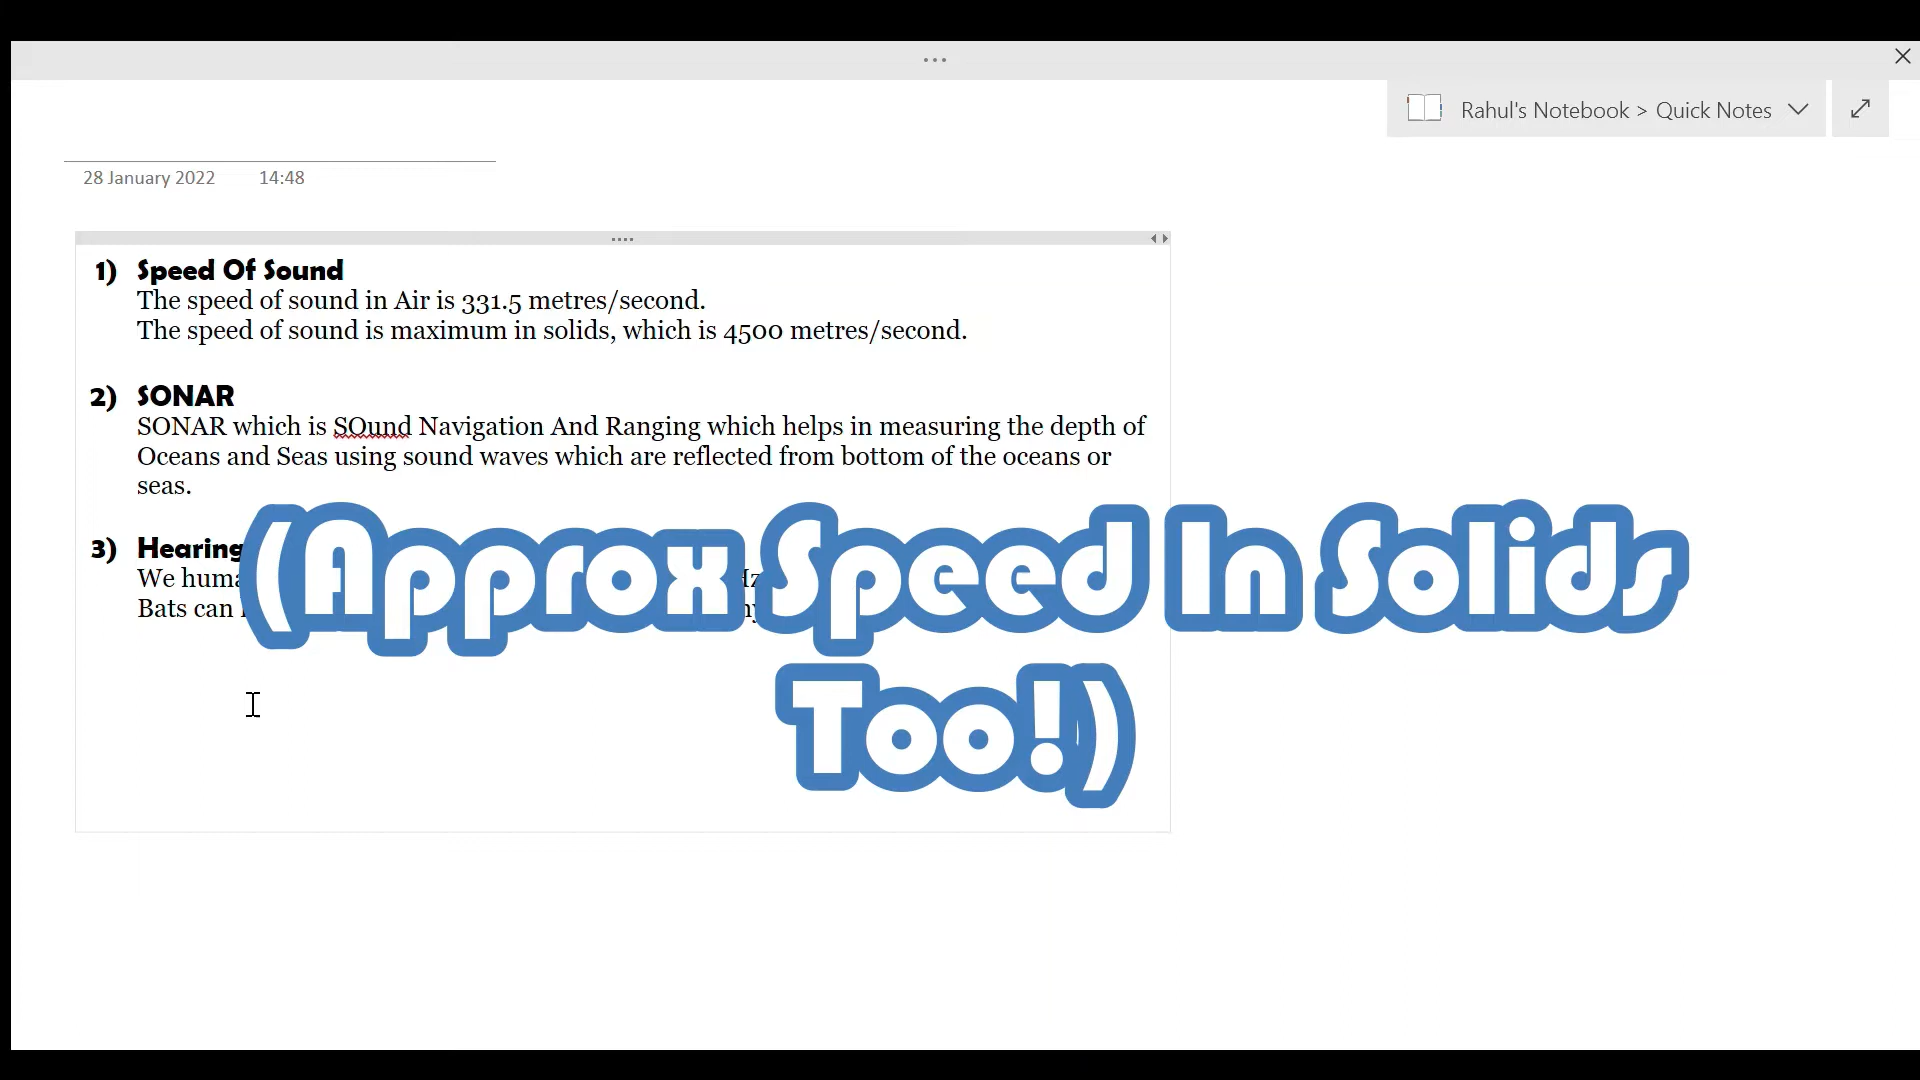 Rahul's Notebook > Quick Notes
28 January 2022 14:48
1) Speed Of Sound
The speed of sound in Air is 331.5 metres/second.
The speed of sound is maximum in solids, which is 4500 metres/second.
2) SONAR
SONAR which is SOund Navigation And Ranging which helps in measuring the depth of
Oceans and Seas using sound waves which are reflected from bottom of the oceans or
seas.
3) Hearing
We
Bats can
(Approx Speed In Solids
Too!)